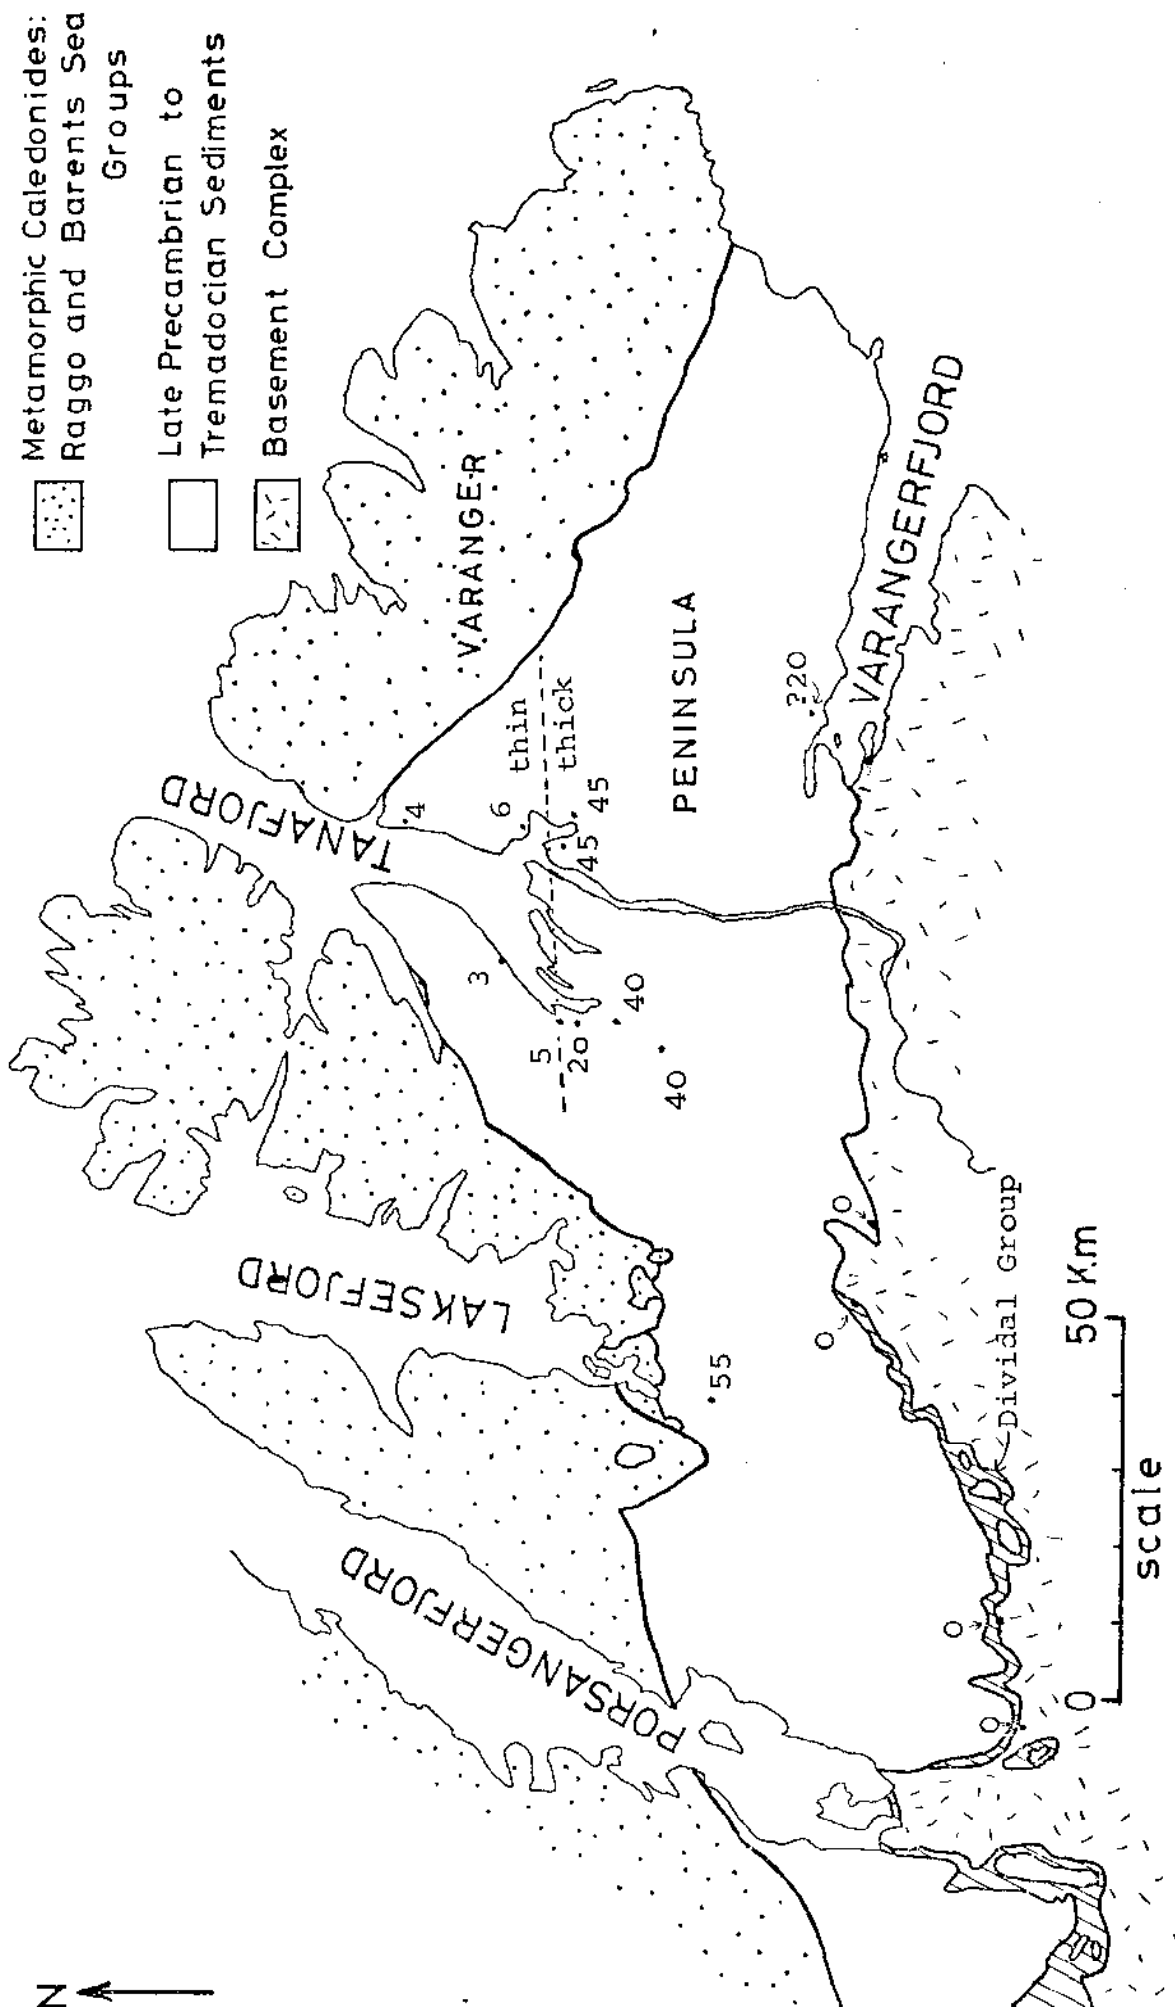 Metamorphic Caledonides:
Raggo and Barents Sea
Groups
Late Precambrian to
Tremadocian Sediments
Basement Complex
N
TANAFJORD
LAKSEFJORD
PORSANGERFJORD
VARANGER
PENINSULA
VARANGERFJORD
thin
thick
4
6
45
45
3
5
20
40
40
?20
55
0
0
0
0
Dividal Group
0
50 Km
scale